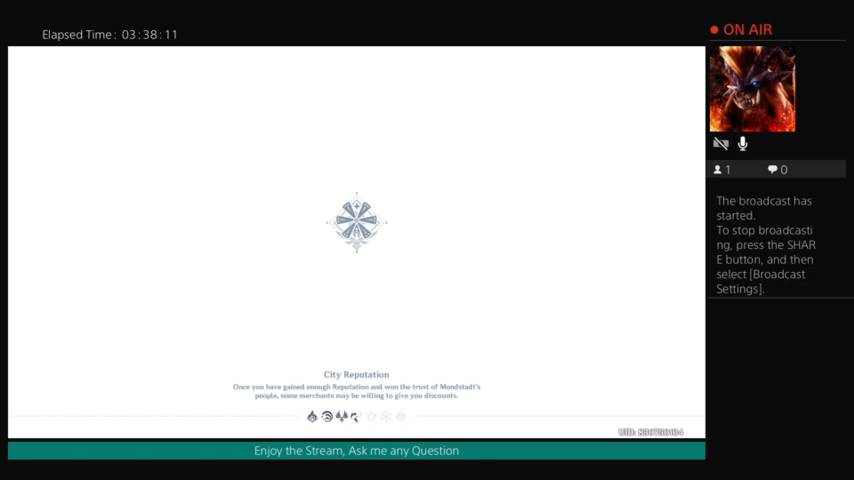 Elapsed Time: 03:38:11
ON AIR
1
0
The broadcast has
started.
To stop broadcasti
ng, press the SHAR
E button, and then
select [Broadcast
Settings].
City Reputation
Once you have gained enough Reputation and won the trust of Mondstadt's
people, some merchants may be willing to give you discounts.
Enjoy the Stream, Ask me any Question